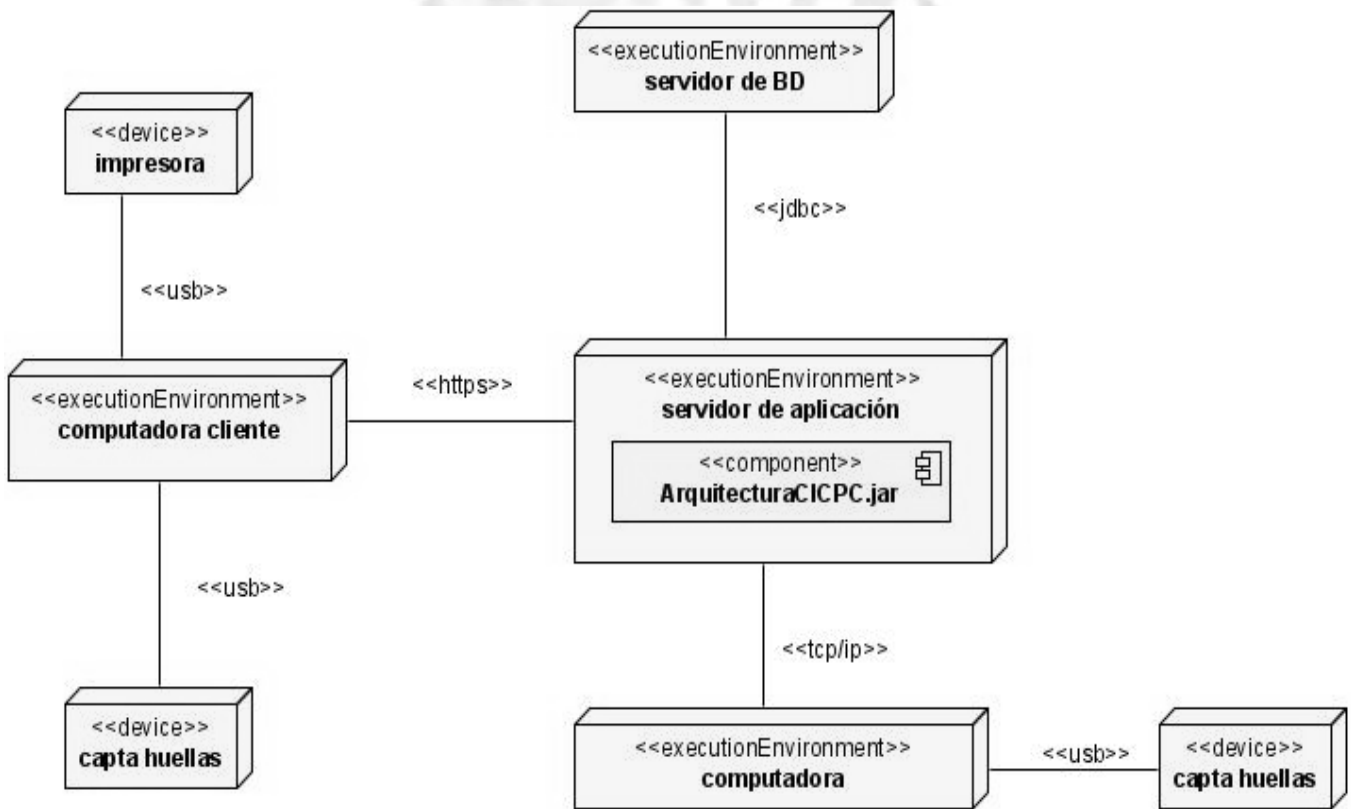 <<executionEnvironment>>
servidor de BD
<<device>>
impresora
<<jdbc>>
<<usb>>
<<executionEnvironment>>
computadora cliente
<<https>>
<<executionEnvironment>>
servidor de aplicación
<<component>>
ArquitecturaCICPC.jar
<<usb>>
<<tcp/ip>>
<<device>>
capta huellas
<<executionEnvironment>>
computadora
<<usb>>
<<device>>
capta huellas